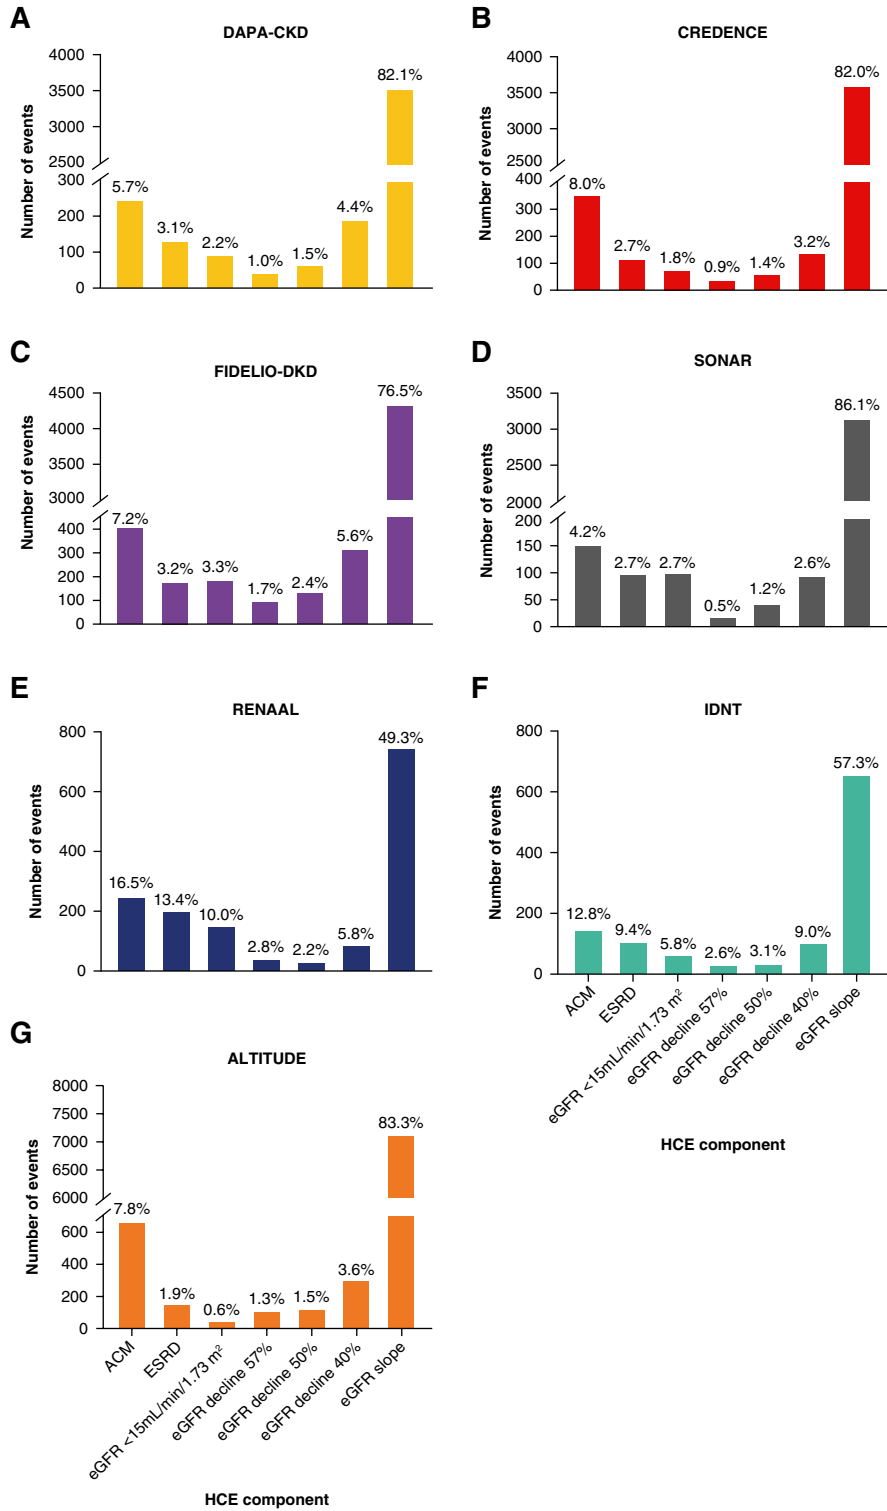 A
DAPA-CKD
Number of events
4000
3500
3000
2500
300
200
100
0
5.7%
3.1%
2.2%
1.0%
1.5%
4.4%
82.1%
B
CREDENCE
Number of events
4000
3500
3000
2500
400
300
200
100
0
8.0%
2.7%
1.8%
0.9%
1.4%
3.2%
82.0%
C
FIDELIO-DKD
Number of events
4500
4000
3500
3000
400
300
200
100
0
7.2%
3.2%
3.3%
1.7%
2.4%
5.6%
76.5%
D
SONAR
Number of events
3500
3000
2500
2000
200
150
100
50
0
4.2%
2.7%
2.7%
0.5%
1.2%
2.6%
86.1%
E
RENAAL
Number of events
800
600
400
200
0
16.5%
13.4%
10.0%
2.8%
2.2%
5.8%
49.3%
F
IDNT
Number of events
800
600
400
200
0
12.8%
9.4%
5.8%
2.6%
3.1%
9.0%
57.3%
ACM
ESRD
eGFR <15mL/min/1.73 m²
eGFR decline 57%
eGFR decline 50%
eGFR decline 40%
eGFR slope
HCE component
G
ALTITUDE
Number of events
8000
7500
7000
6500
6000
600
400
200
0
7.8%
1.9%
0.6%
1.3%
1.5%
3.6%
83.3%
ACM
ESRD
eGFR <15mL/min/1.73 m²
eGFR decline 57%
eGFR decline 50%
eGFR decline 40%
eGFR slope
HCE component